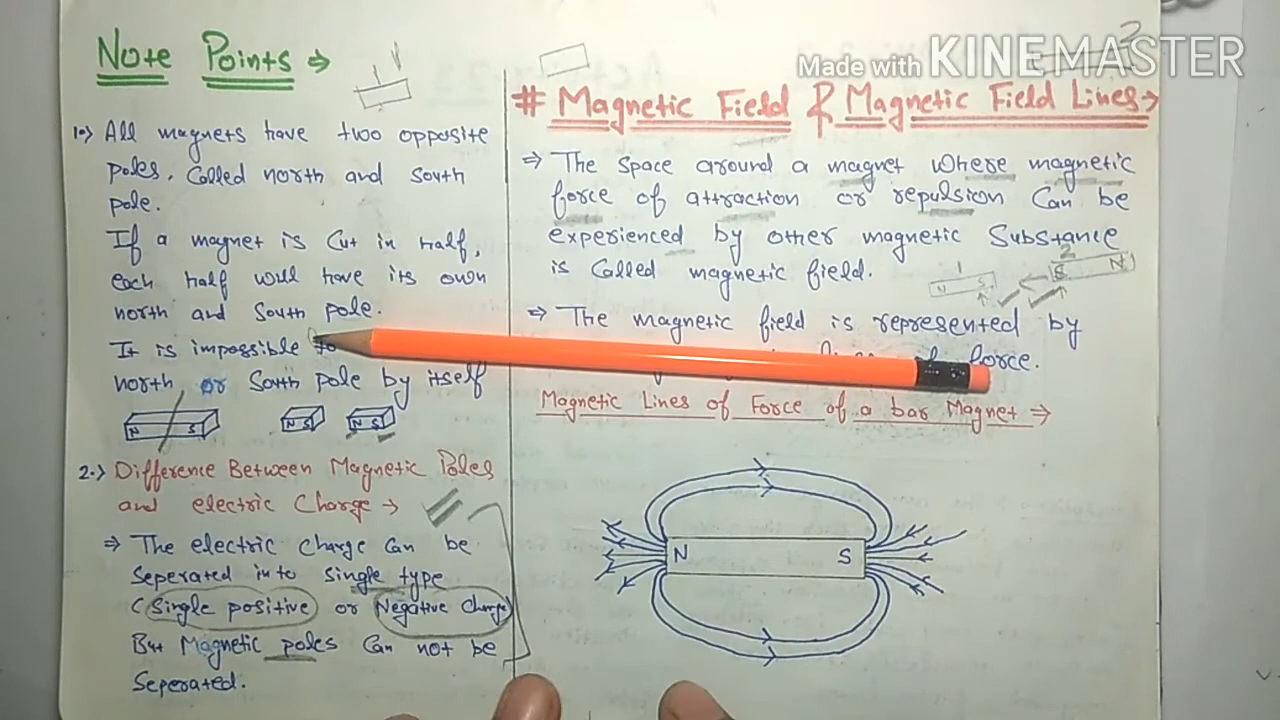 Note Points ⇒
1.→ All magnets have two opposite
poles. Called north and south
pole.
If a magnet is Cut in half,
each half will have its own
north and South pole.
It is impossible to
north or South pole by itself
N S
N S
N S
2.→ Difference Between Magnetic Poles
and electric Charge →
⇒ The electric Charge Can be
Seperated into Single type
(Single positive or Negative Charge)
But Magnetic poles Can not be
Seperated.
Made with KINEMASTER
2
# Magnetic Field & Magnetic Field Lines →
⇒ The Space around a magnet where magnetic
force of attraction or repulsion Can be
experienced by other magnetic Substance
is Called magnetic field.
1
N S
2
S N
⇒ The magnetic field is represented by
force.
Magnetic Lines of Force of a bar Magnet ⇒
N S